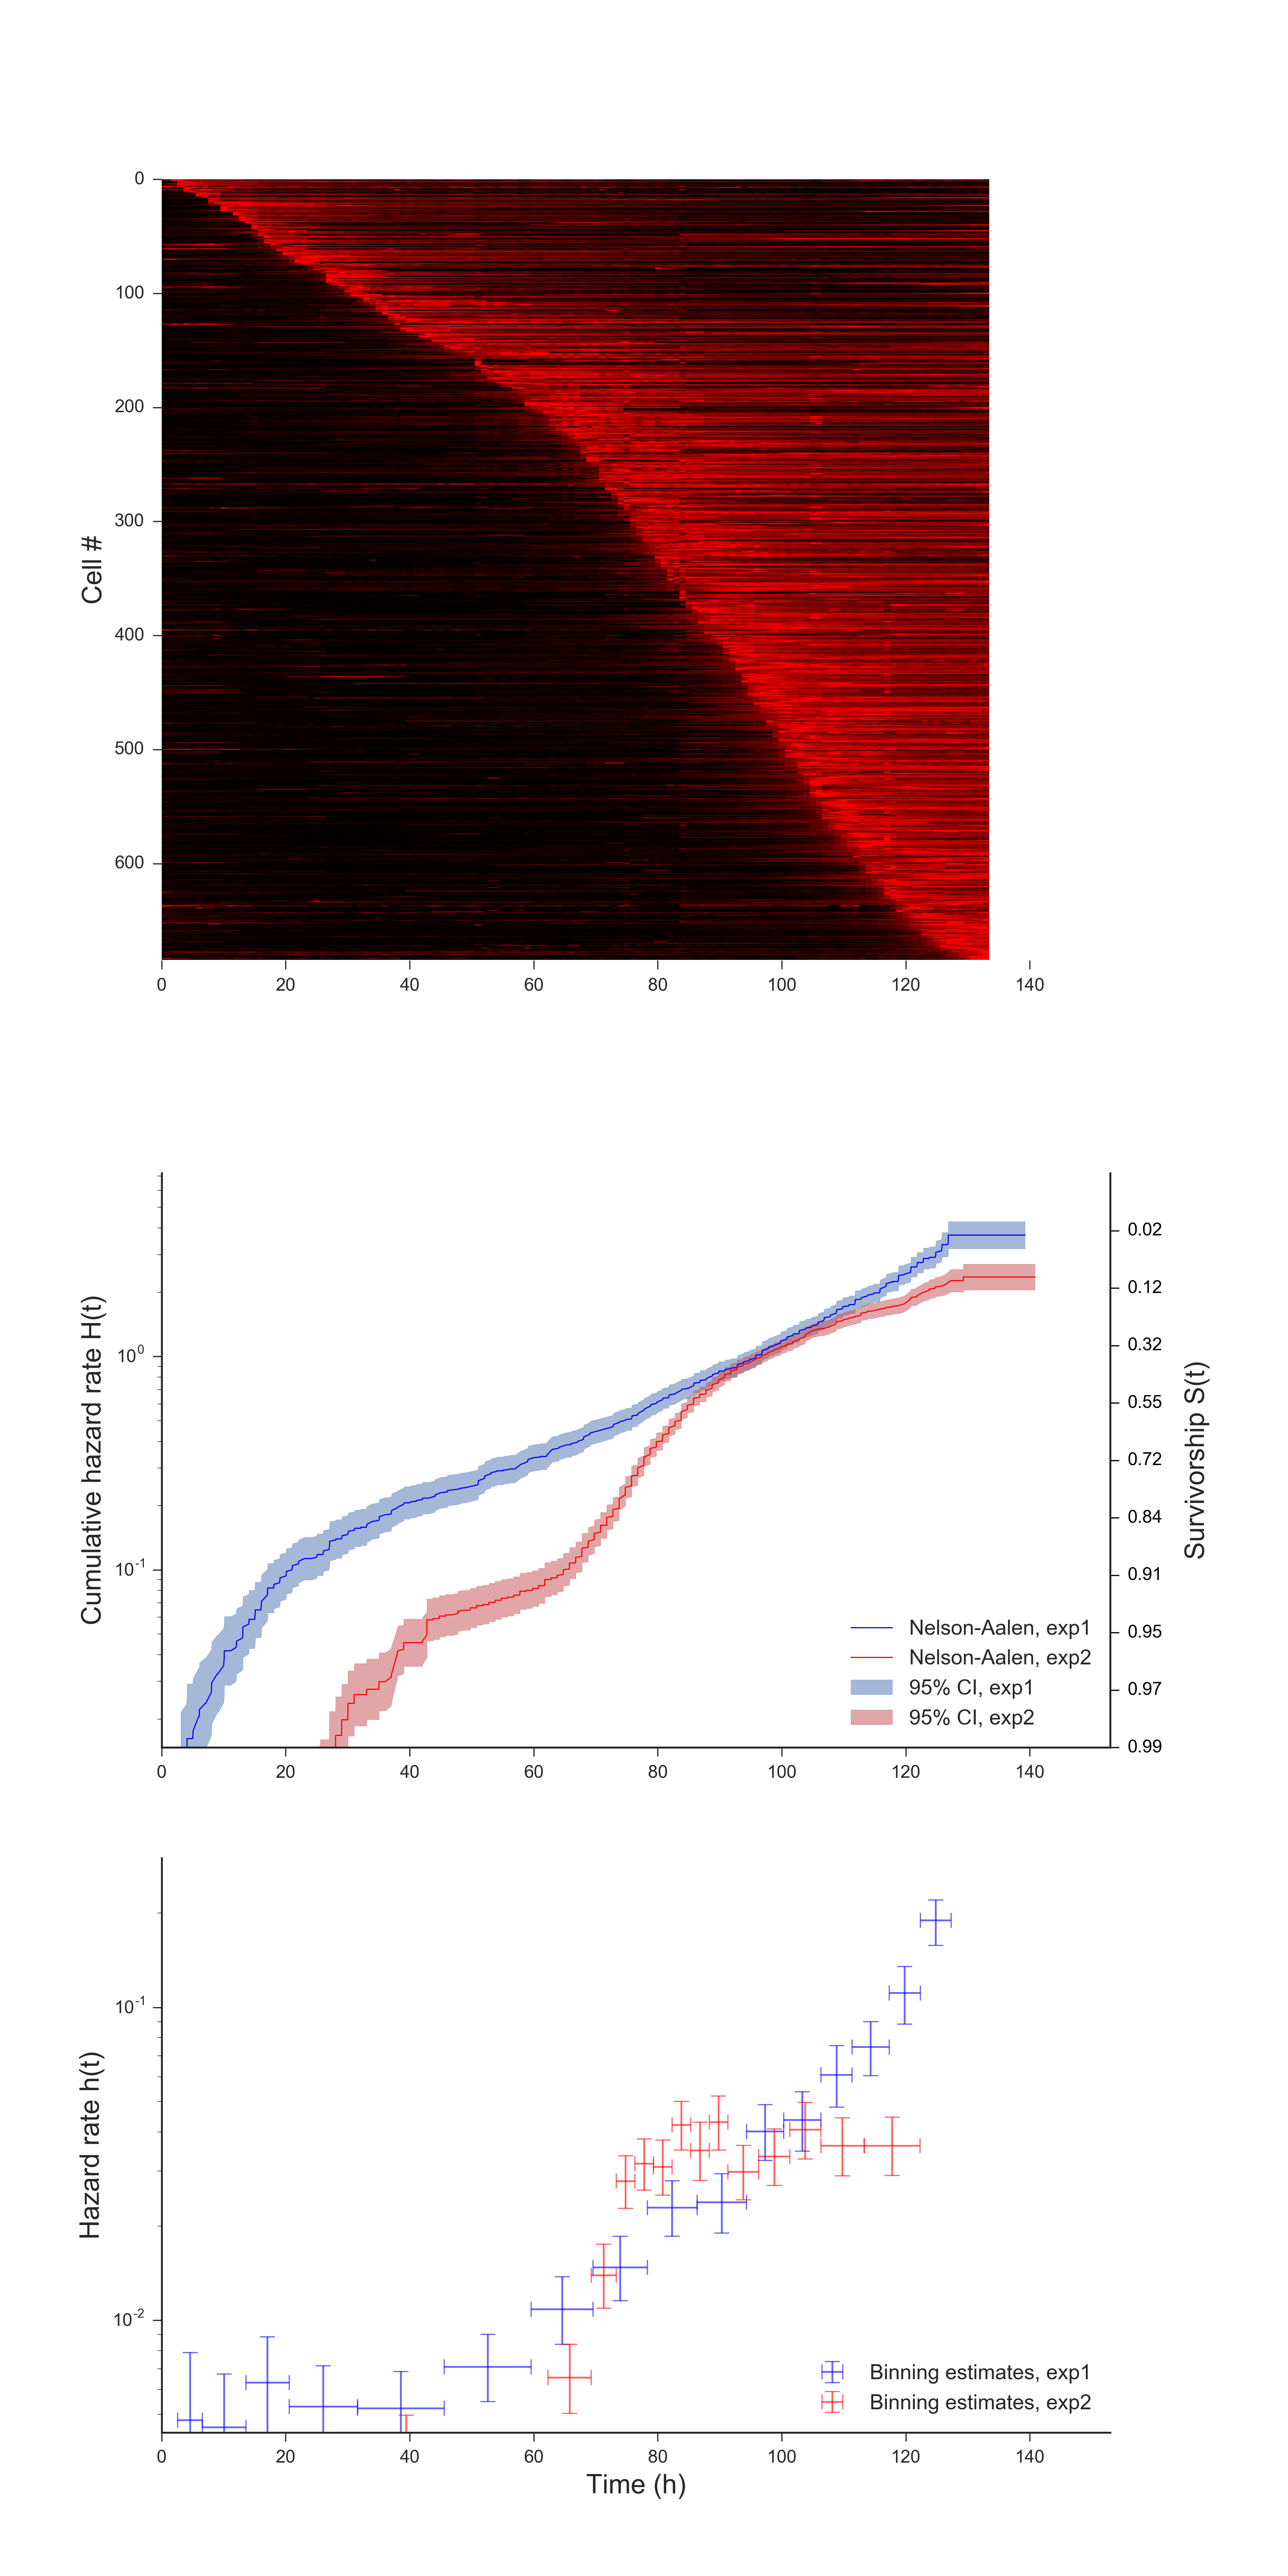 0
100
200
300
400
500
600
Cell #
0 20 40 60 80 100 120 140
10^0
10^-1
Cumulative hazard rate H(t)
0.02
0.12
0.32
0.55
0.72
0.84
0.91
0.95
0.97
0.99
Survivorship S(t)
Nelson-Aalen, exp1
Nelson-Aalen, exp2
95% CI, exp1
95% CI, exp2
0 20 40 60 80 100 120 140
10^-1
10^-2
Hazard rate h(t)
Binning estimates, exp1
Binning estimates, exp2
0 20 40 60 80 100 120 140
Time (h)